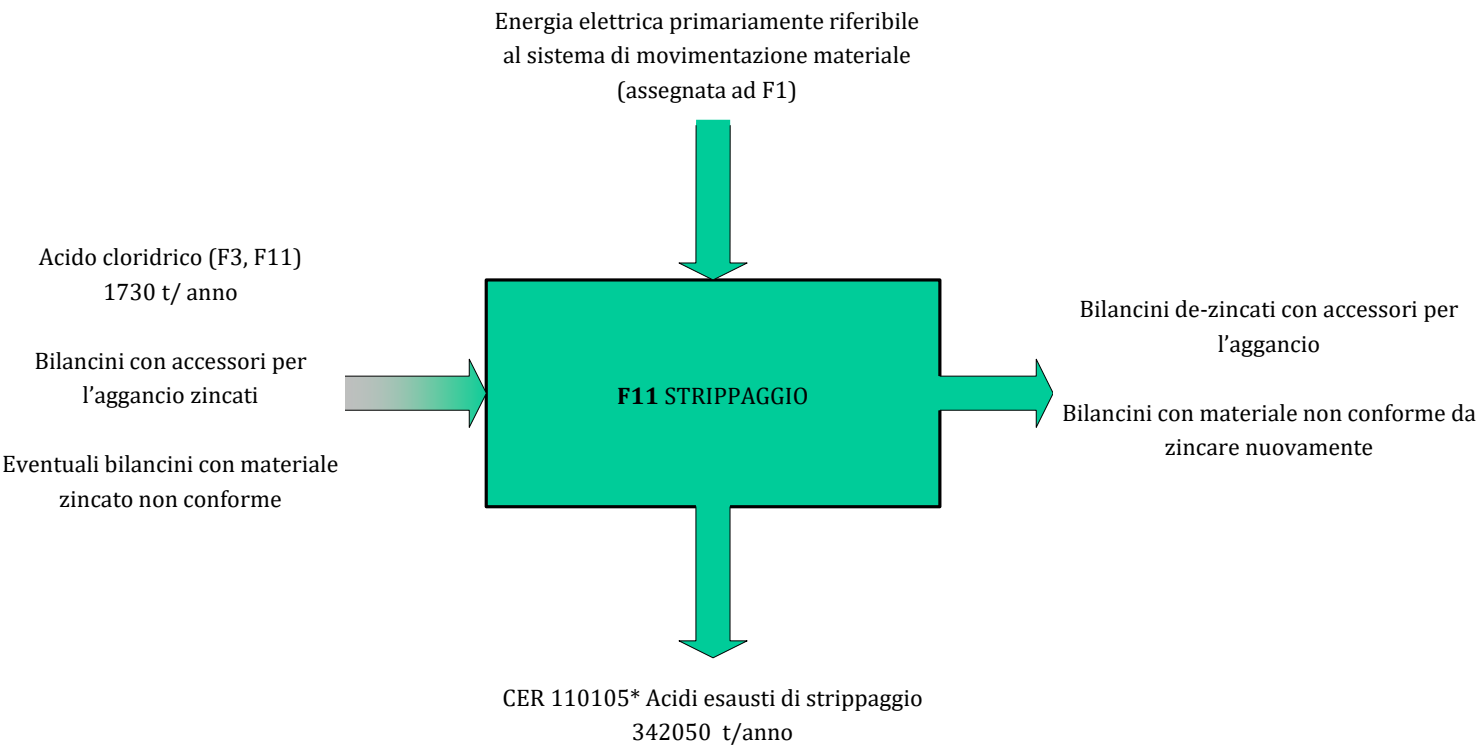 Energia elettrica primariamente riferibile
al sistema di movimentazione materiale
(assegnata ad F1)
Acido cloridrico (F3, F11)
1730 t/ anno
Bilancini con accessori per
l’aggancio zincati
Eventuali bilancini con materiale
zincato non conforme
F11 STRIPPAGGIO
Bilancini de-zincati con accessori per
l’aggancio
Bilancini con materiale non conforme da
zincare nuovamente
CER 110105* Acidi esausti di strippaggio
342050 t/anno